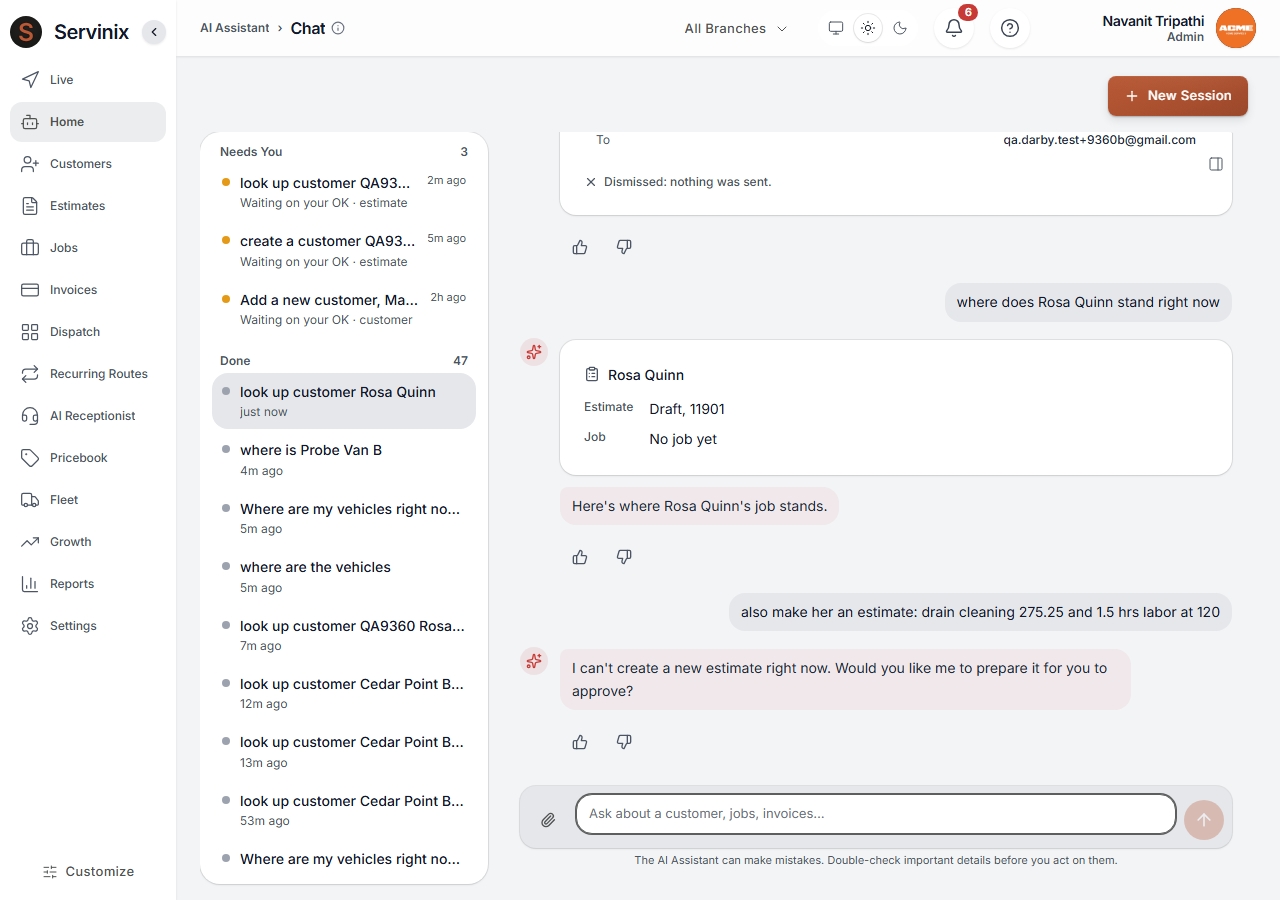 Servinix
AI Assistant › Chat
All Branches
6
Navanit Tripathi
Admin
ACME
New Session
Live
Home
Customers
Estimates
Jobs
Invoices
Dispatch
Recurring Routes
AI Receptionist
Pricebook
Fleet
Growth
Reports
Settings
Customize
Needs You 3
look up customer QA93... 2m ago
Waiting on your OK · estimate
create a customer QA93... 5m ago
Waiting on your OK · estimate
Add a new customer, Ma... 2h ago
Waiting on your OK · customer
Done 47
look up customer Rosa Quinn
just now
where is Probe Van B
4m ago
Where are my vehicles right no...
5m ago
where are the vehicles
5m ago
look up customer QA9360 Rosa...
7m ago
look up customer Cedar Point B...
12m ago
look up customer Cedar Point B...
13m ago
look up customer Cedar Point B...
53m ago
Where are my vehicles right no...
To qa.darby.test+9360b@gmail.com
Dismissed: nothing was sent.
where does Rosa Quinn stand right now
Rosa Quinn
Estimate Draft, 11901
Job No job yet
Here's where Rosa Quinn's job stands.
also make her an estimate: drain cleaning 275.25 and 1.5 hrs labor at 120
I can't create a new estimate right now. Would you like me to prepare it for you to
approve?
Ask about a customer, jobs, invoices...
The AI Assistant can make mistakes. Double-check important details before you act on them.